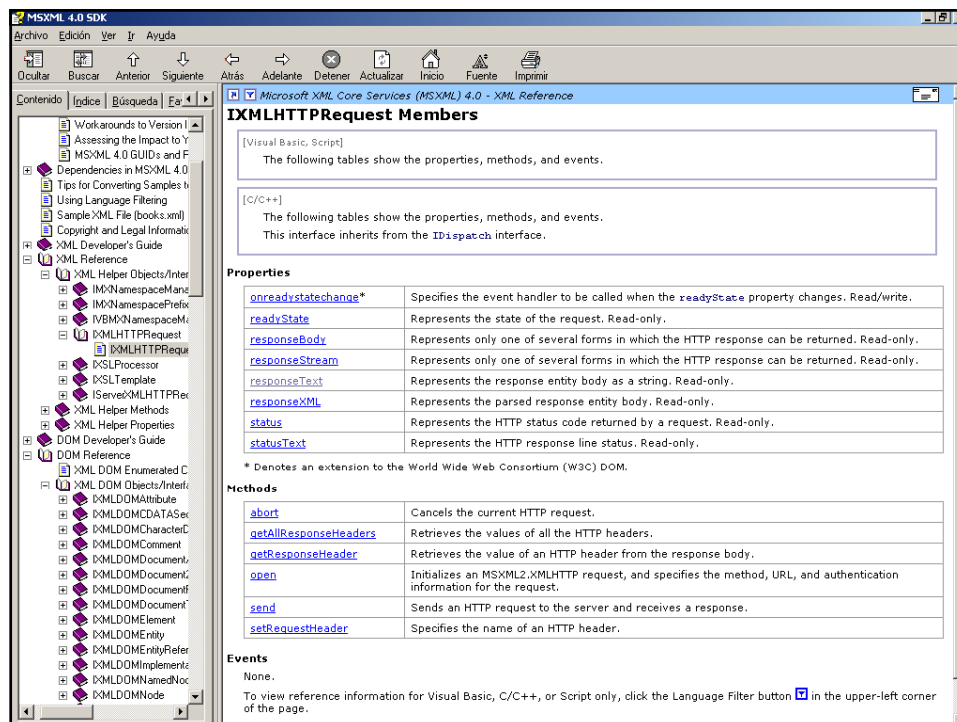 MSXML 4.0 SDK
Archivo Edición Ver Ir Ayuda
Ocultar Buscar Anterior Siguiente Atrás Adelante Detener Actualizar Inicio Fuente Imprimir
Contenido Índice Búsqueda Fa
Workarounds to Version I
Assessing the Impact to Y
MSXML 4.0 GUIDs and F
Dependencies in MSXML 4.0
Tips for Converting Samples t
Using Language Filtering
Sample XML File (books.xml)
Copyright and Legal Informatic
XML Developer's Guide
XML Reference
XML Helper Objects/Inter
IMXNamespaceMana
IMXNamespacePrefix
IVBMXNamespaceMa
IXMLHTTPRequest
IXMLHTTPReque
IXSLProcessor
IXSLTemplate
IServerXMLHTTPRec
XML Helper Methods
XML Helper Properties
DOM Developer's Guide
DOM Reference
XML DOM Enumerated C
XML DOM Objects/Interfa
IXMLDOMAttribute
IXMLDOMCDATASec
IXMLDOMCharacterD
IXMLDOMComment
IXMLDOMDocument
IXMLDOMDocument2
IXMLDOMDocumentF
IXMLDOMDocumentT
IXMLDOMElement
IXMLDOMEntity
IXMLDOMEntityRefer
IXMLDOMImplementa
IXMLDOMNamedNoc
IXMLDOMNode
Microsoft XML Core Services (MSXML) 4.0 - XML Reference
IXMLHTTPRequest Members
[Visual Basic, Script]
The following tables show the properties, methods, and events.
[C/C++]
The following tables show the properties, methods, and events.
This interface inherits from the IDispatch interface.
Properties
onreadystatechange* Specifies the event handler to be called when the readyState property changes. Read/write.
readyState Represents the state of the request. Read-only.
responseBody Represents only one of several forms in which the HTTP response can be returned. Read-only.
responseStream Represents only one of several forms in which the HTTP response can be returned. Read-only.
responseText Represents the response entity body as a string. Read-only.
responseXML Represents the parsed response entity body. Read-only.
status Represents the HTTP status code returned by a request. Read-only.
statusText Represents the HTTP response line status. Read-only.
* Denotes an extension to the World Wide Web Consortium (W3C) DOM.
Methods
abort Cancels the current HTTP request.
getAllResponseHeaders Retrieves the values of all the HTTP headers.
getResponseHeader Retrieves the value of an HTTP header from the response body.
open Initializes an MSXML2.XMLHTTP request, and specifies the method, URL, and authentication
information for the request.
send Sends an HTTP request to the server and receives a response.
setRequestHeader Specifies the name of an HTTP header.
Events
None.
To view reference information for Visual Basic, C/C++, or Script only, click the Language Filter button in the upper-left corner
of the page.